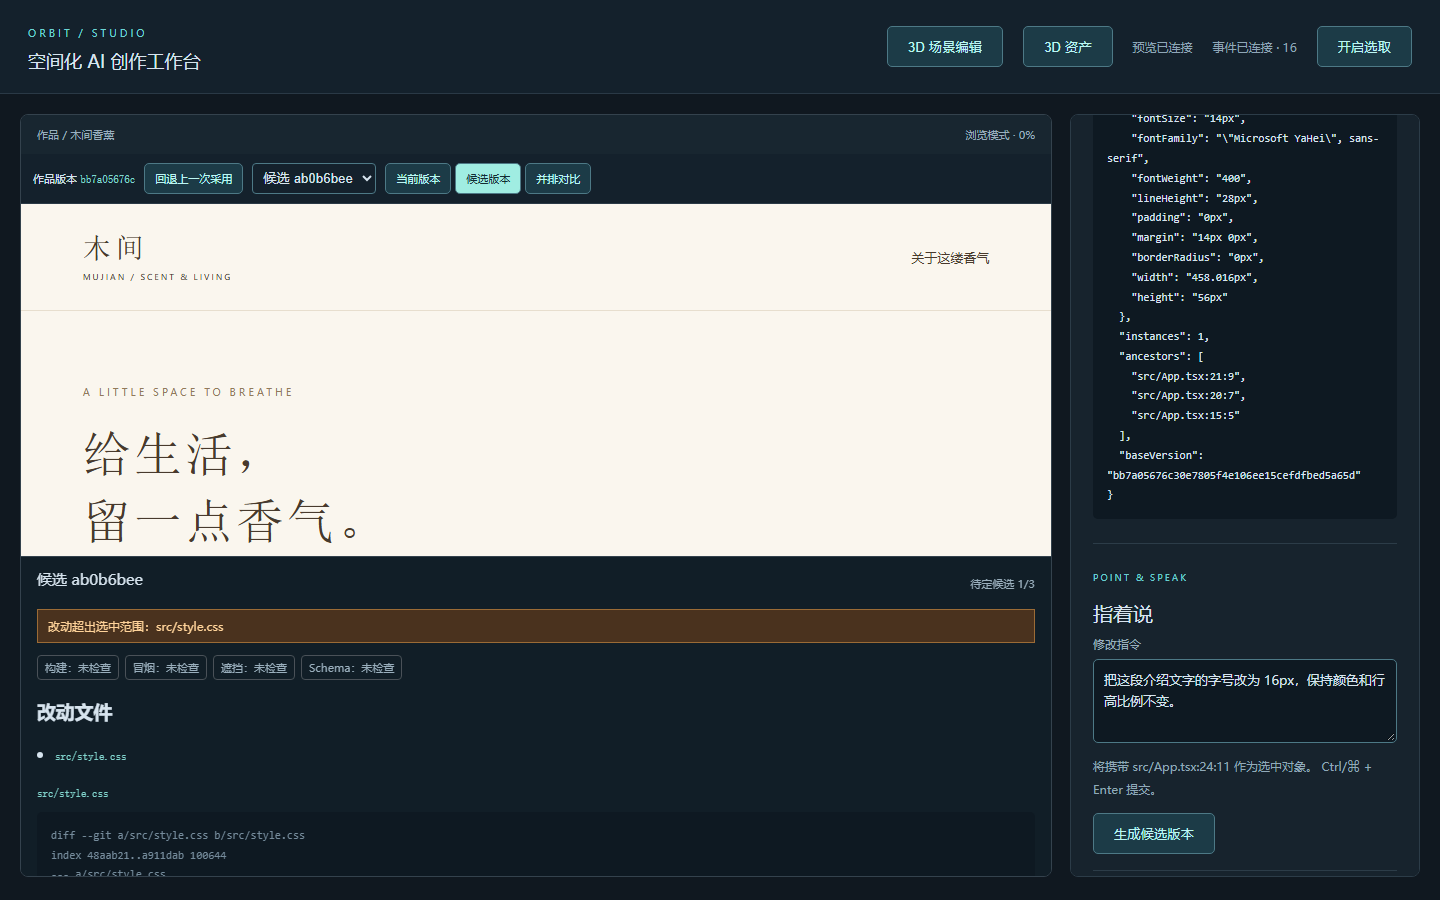 ORBIT / STUDIO
空间化 AI 创作工作台
3D 场景编辑
3D 资产
预览已连接
事件已连接 · 16
开启选取
作品 / 木间香薰
浏览模式 · 0%
作品版本 bb7a05676c
回退上一次采用
候选 ab0b6bee
当前版本
候选版本
并排对比
木间
MUJIAN / SCENT & LIVING
关于这缕香气
A LITTLE SPACE TO BREATHE
给生活，
留一点香气。
候选 ab0b6bee
待定候选 1/3
改动超出选中范围：src/style.css
构建：未检查
冒烟：未检查
遮挡：未检查
Schema：未检查
改动文件
src/style.css
src/style.css
diff --git a/src/style.css b/src/style.css
index 48aab21..a911dab 100644
--- a/src/style.css
"fontSize": "14px",
"fontFamily": "\"Microsoft YaHei\", sans-
serif",
"fontWeight": "400",
"lineHeight": "28px",
"padding": "0px",
"margin": "14px 0px",
"borderRadius": "0px",
"width": "458.016px",
"height": "56px"
},
"instances": 1,
"ancestors": [
"src/App.tsx:21:9",
"src/App.tsx:20:7",
"src/App.tsx:15:5"
],
"baseVersion":
"bb7a05676c30e7805f4e106ee15cefdfbed5a65d"
}
POINT & SPEAK
指着说
修改指令
把这段介绍文字的字号改为 16px，保持颜色和行
高比例不变。
将携带 src/App.tsx:24:11 作为选中对象。 Ctrl/⌘ +
Enter 提交。
生成候选版本